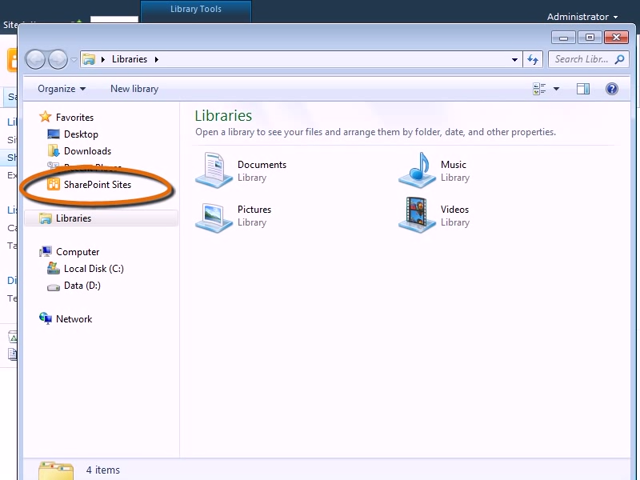 Library Tools
Administrator
Libraries
Search Libr...
Organize
New library
Favorites
Desktop
Downloads
SharePoint Sites
Libraries
Computer
Local Disk (C:)
Data (D:)
Network
Libraries
Open a library to see your files and arrange them by folder, date, and other properties.
Documents
Library
Music
Library
Pictures
Library
Videos
Library
4 items